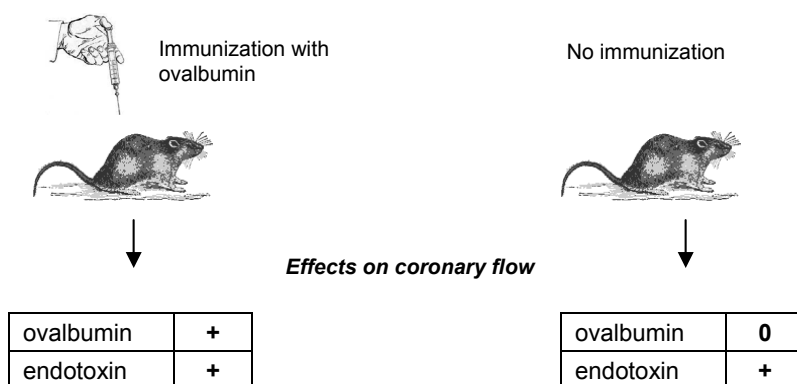 Immunization with
ovalbumin
No immunization
Effects on coronary flow
ovalbumin +
endotoxin +
ovalbumin 0
endotoxin +